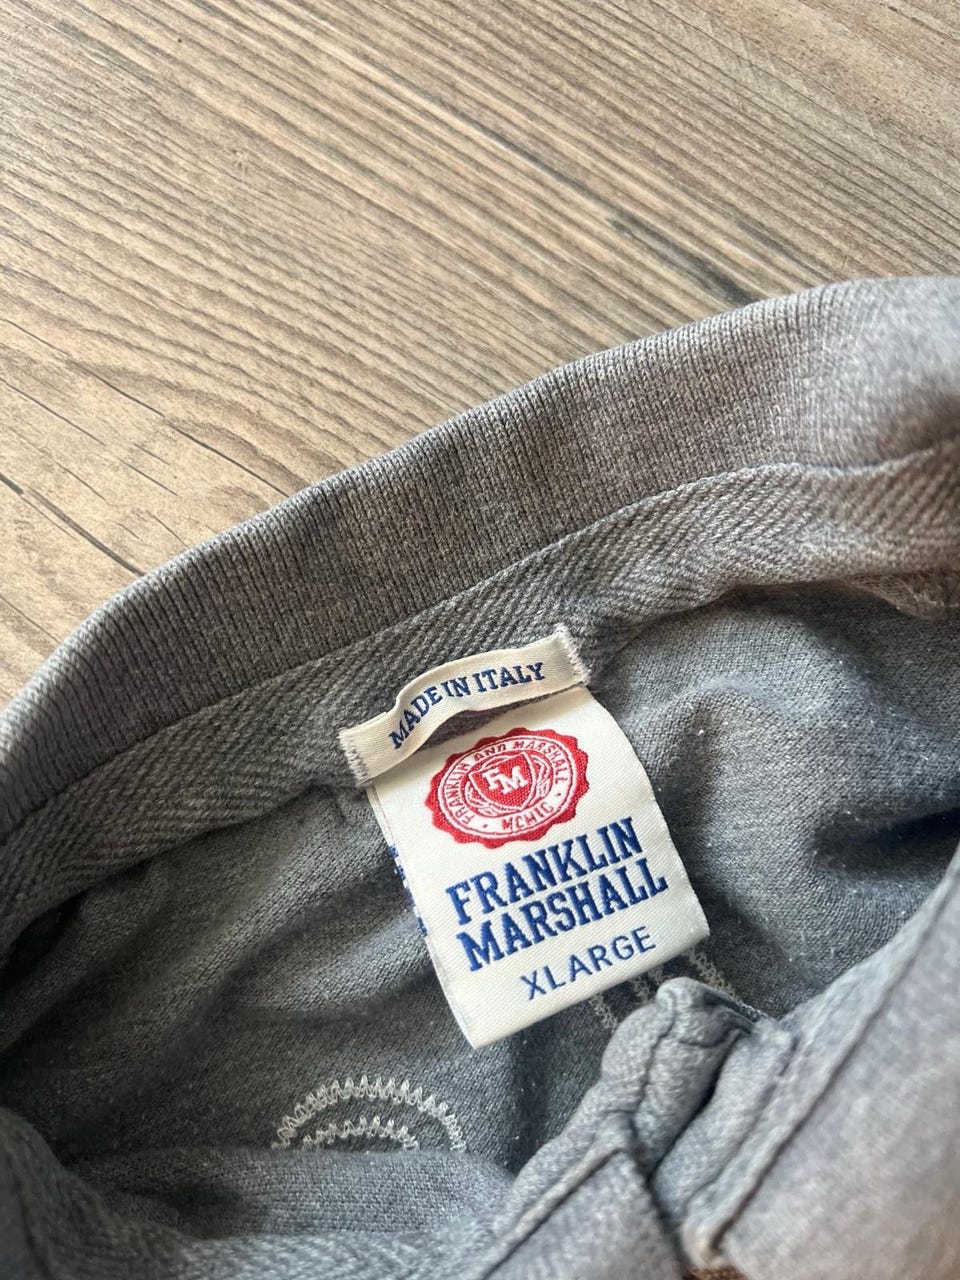 MADE IN ITALY
FRANKLIN AND MARSHALL
FM
MCMIC
FRANKLIN
MARSHALL
XLARGE